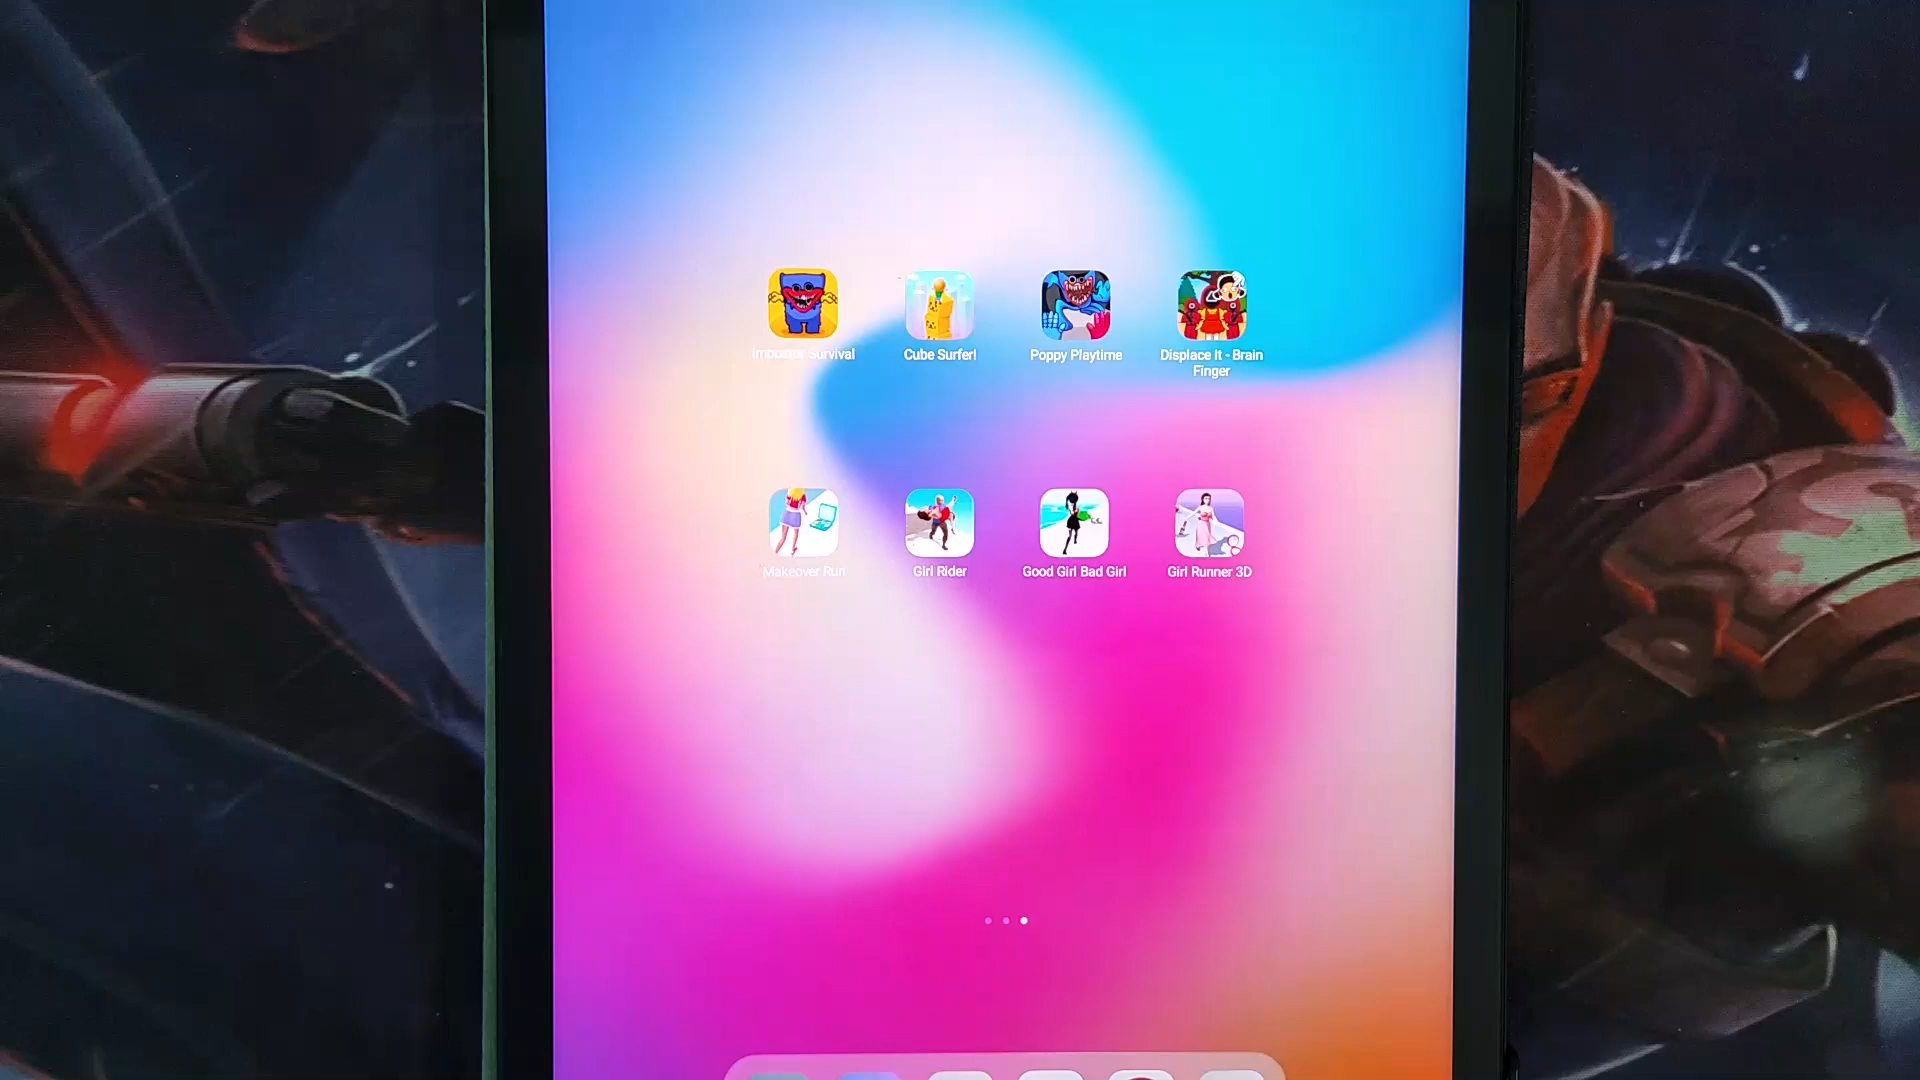 Imposter Survival
Cube Surfer!
Poppy Playtime
Displace It - Brain
Finger
Makeover Run
Girl Rider
Good Girl Bad Girl
Girl Runner 3D